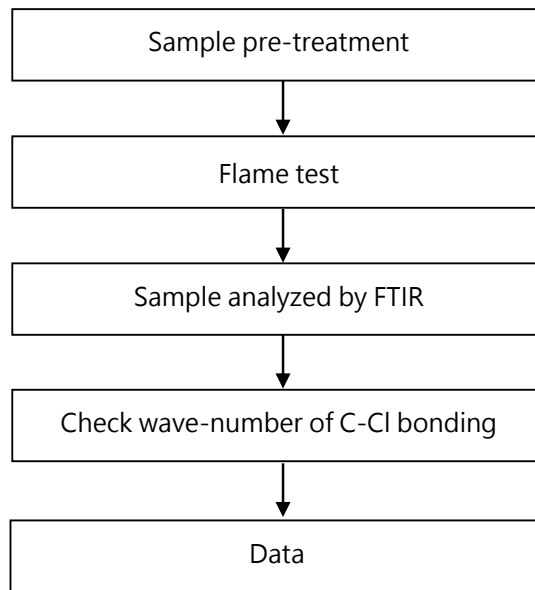 Sample pre-treatment
Flame test
Sample analyzed by FTIR
Check wave-number of C-Cl bonding
Data